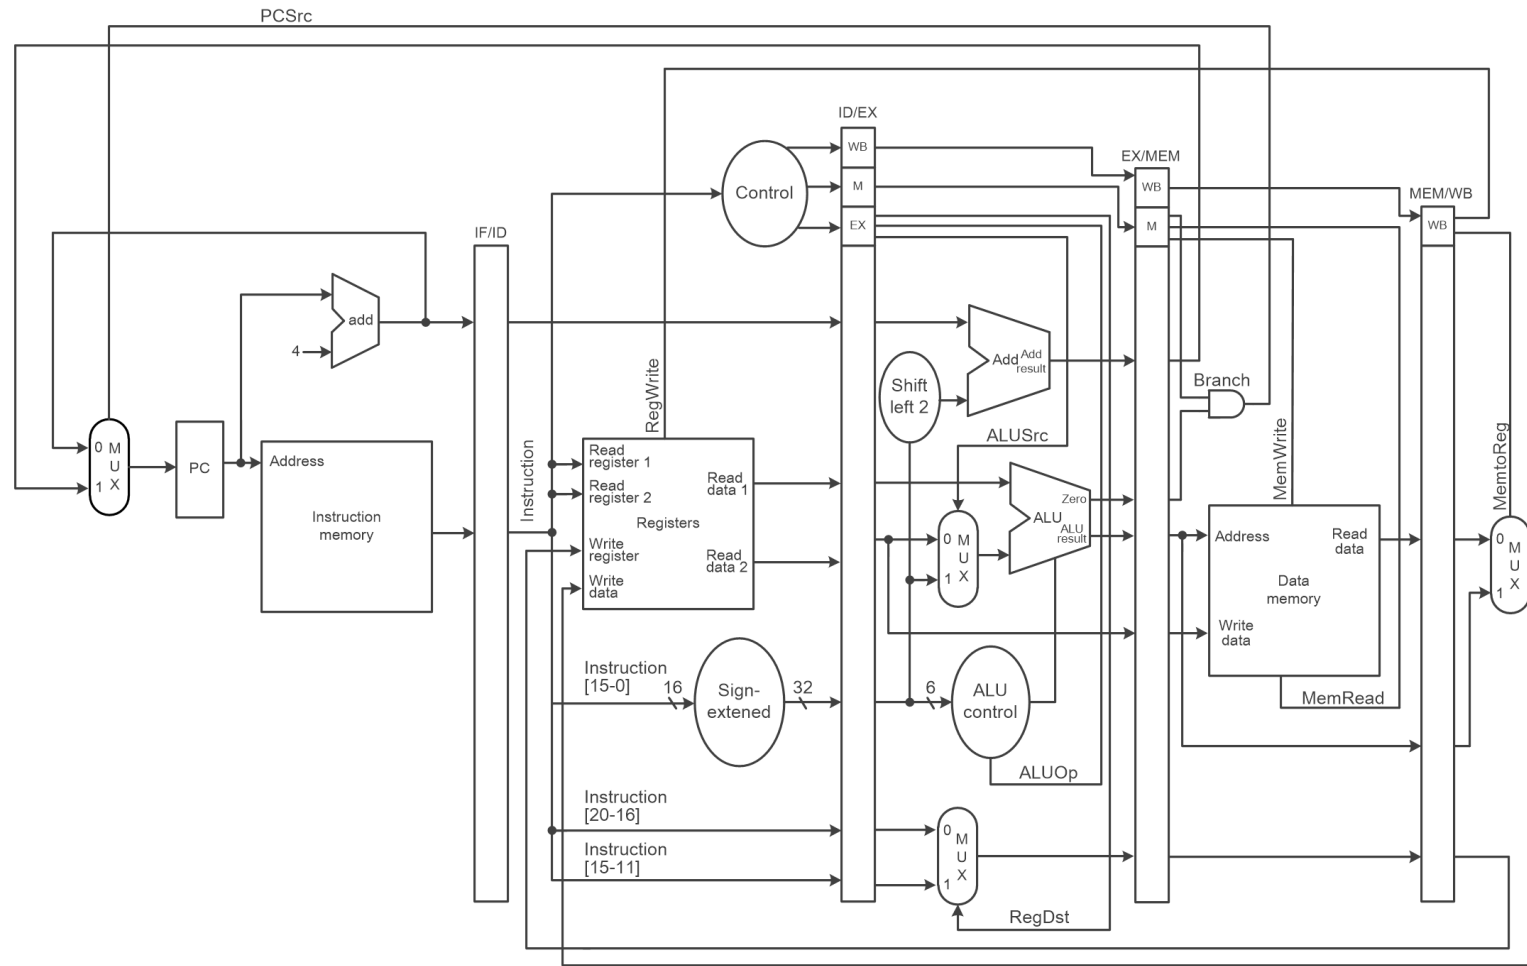 PCSrc
ID/EX
WB
EX/MEM
Control
M
WB
MEM/WB
EX
M
WB
IF/ID
add
4
Add
Add
result
Shift
left 2
Branch
RegWrite
ALUSrc
MemWrite
MemtoReg
0
M
U
X
1
PC
Address
Instruction
memory
Instruction
Read
register 1
Read
register 2
Registers
Write
register
Write
data
Read
data 1
Read
data 2
Zero
ALU
ALU
result
0
M
U
X
1
Address
Read
data
Data
memory
Write
data
MemRead
0
M
U
X
1
Instruction
[15-0]
16
Sign-
extened
32
6
ALU
control
ALUOp
Instruction
[20-16]
Instruction
[15-11]
0
M
U
X
1
RegDst